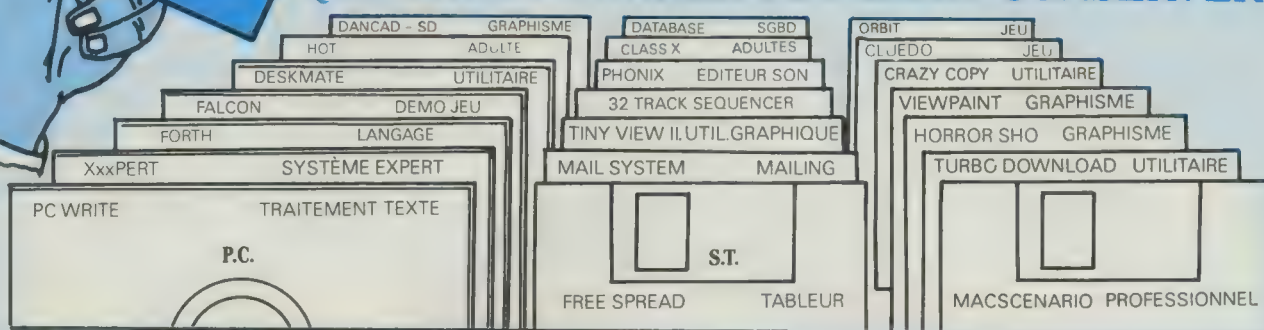 DANCAD - SD GRAPHISME
HOT ADULTE
DESKMATE UTILITAIRE
FALCON DEMO JEU
FORTH LANGAGE
XxxPERT SYSTÈME EXPERT
PC WRITE TRAITEMENT TEXTE
P.C.
DATABASE SGBD
CLASS X ADULTES
PHONIX EDITEUR SON
32 TRACK SEQUENCER
TINY VIEW II.UTIL.GRAPHIQUE
MAIL SYSTEM MAILING
S.T.
FREE SPREAD TABLEUR
ORBIT JEU
CLUEDO JEU
CRAZY COPY UTILITAIRE
VIEWPAINT GRAPHISME
HORROR SHO GRAPHISME
TURBO DOWNLOAD UTILITAIRE
MACSCENARIO PROFESSIONNEL